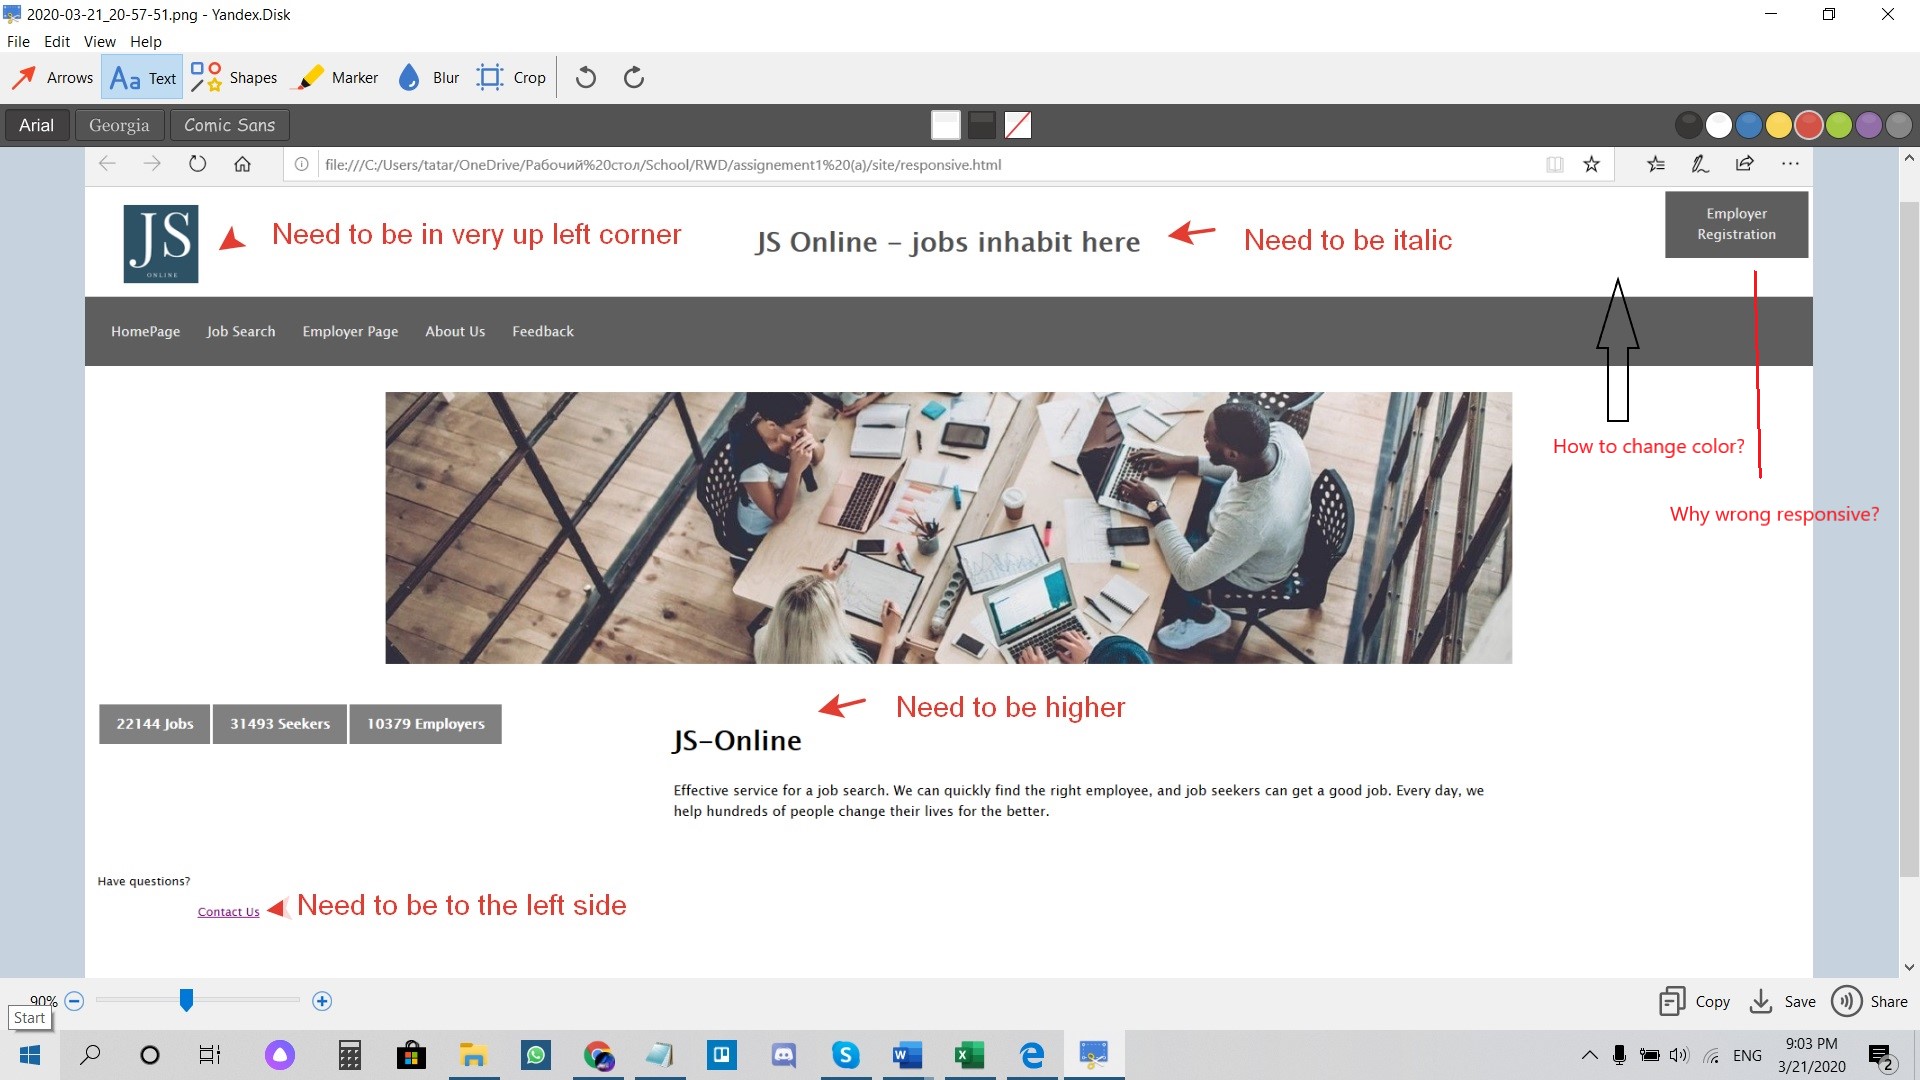 2020-03-21_20-57-51.png - Yandex.Disk
File Edit View Help
Arrows Aa Text Shapes Marker Blur Crop
Arial Georgia Comic Sans
file:///C:/Users/tatar/OneDrive/Рабочий%20стол/School/RWD/assignement1%20(a)/site/responsive.html
JS
ONLINE
Need to be in very up left corner
JS Online – jobs inhabit here
Need to be italic
Employer
Registration
HomePage Job Search Employer Page About Us Feedback
How to change color?
Why wrong responsive?
Need to be higher
22144 Jobs 31493 Seekers 10379 Employers
JS-Online
Effective service for a job search. We can quickly find the right employee, and job seekers can get a good job. Every day, we
help hundreds of people change their lives for the better.
Have questions?
Contact Us
Need to be to the left side
90%
Copy Save Share
Start
ENG
9:03 PM
3/21/2020
2